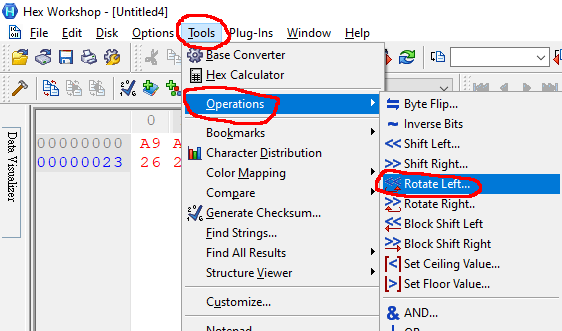 Hex Workshop - [Untitled4]
File Edit Disk Options Tools Plug-Ins Window Help
Base Converter
Hex Calculator
Operations
Bookmarks
Character Distribution
Color Mapping
Compare
Generate Checksum...
Find Strings...
Find All Results
Structure Viewer
Customize...
Byte Flip...
Inverse Bits
Shift Left...
Shift Right...
Rotate Left...
Rotate Right..
Block Shift Left
Block Shift Right
Set Ceiling Value...
Set Floor Value...
AND...
Data Visualizer
0
00000000 A9
00000023 26